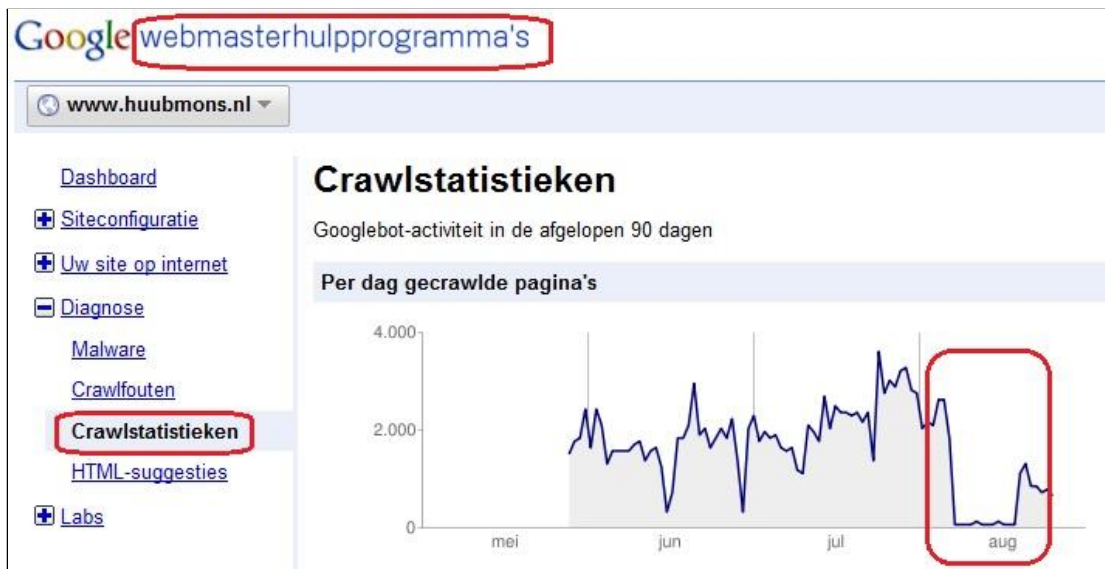 Google webmasterhulpprogramma's
www.huubmons.nl
Dashboard
Siteconfiguratie
Uw site op internet
Diagnose
Malware
Crawlfouten
Crawlstatistieken
HTML-suggesties
Labs
Crawlstatistieken
Googlebot-activiteit in de afgelopen 90 dagen
Per dag gecrawlde pagina's
4.000
2.000
0
mei jun jul aug